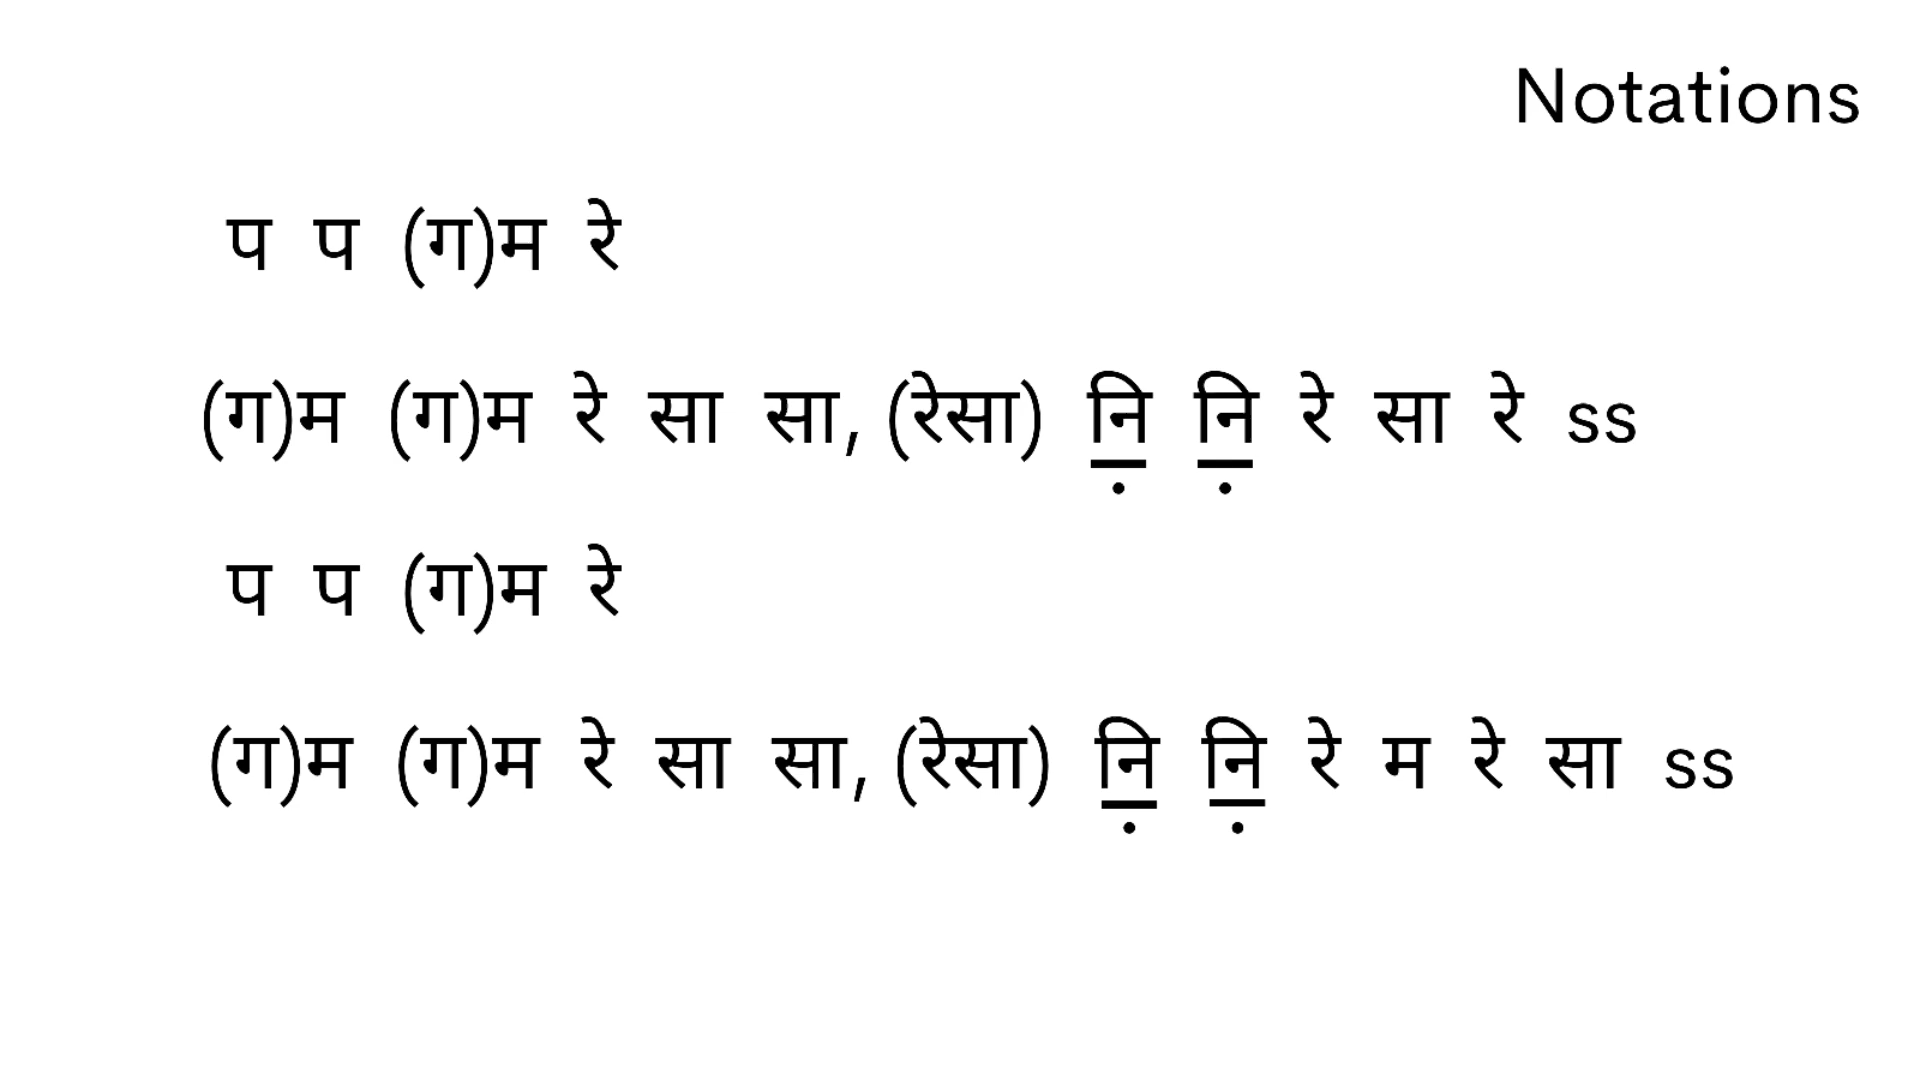 Notations
प प (ग)म रे
(ग)म (ग)म रे सा सा, (रेसा) नि॒̣ नि॒̣ रे सा रे ss
प प (ग)म रे
(ग)म (ग)म रे सा सा, (रेसा) नि॒̣ नि॒̣ रे म रे सा ss